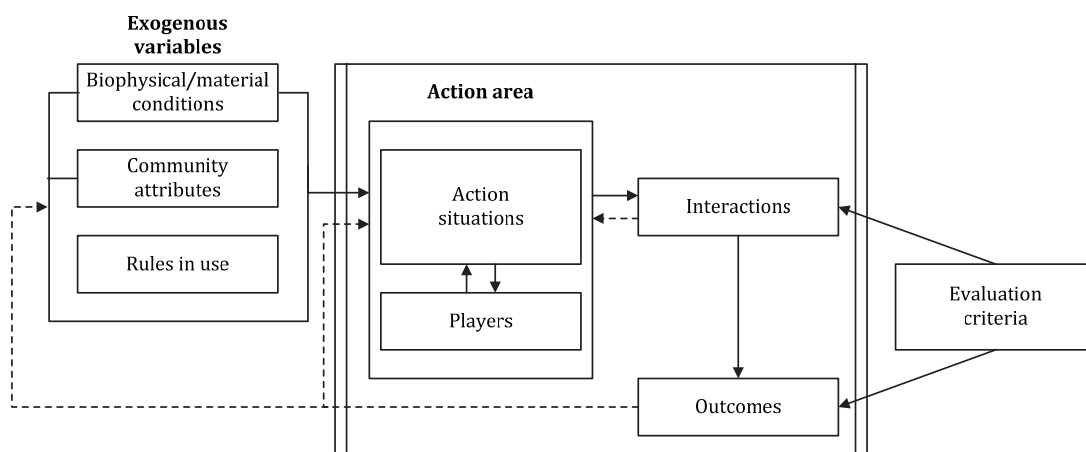 Exogenous
variables
Biophysical/material
conditions
Community
attributes
Rules in use
Action area
Action
situations
Players
Interactions
Outcomes
Evaluation
criteria